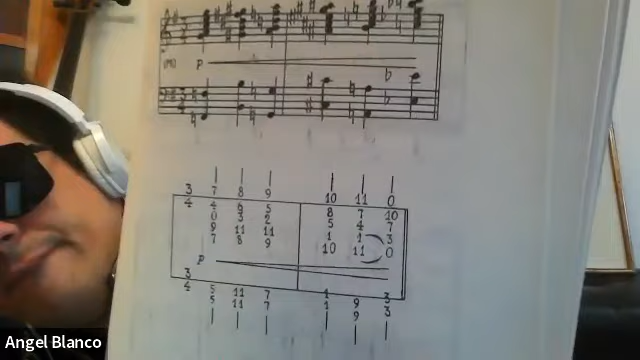 p
3 7 8 9 10 11 0
4 4 6 5 8 7 10
0 3 2 5 4 7
9 11 11 1 1 3
7 8 9 10 11 0
p
3
4 5 11 7 1 9 3
5 11 7 1 9 3
Angel Blanco